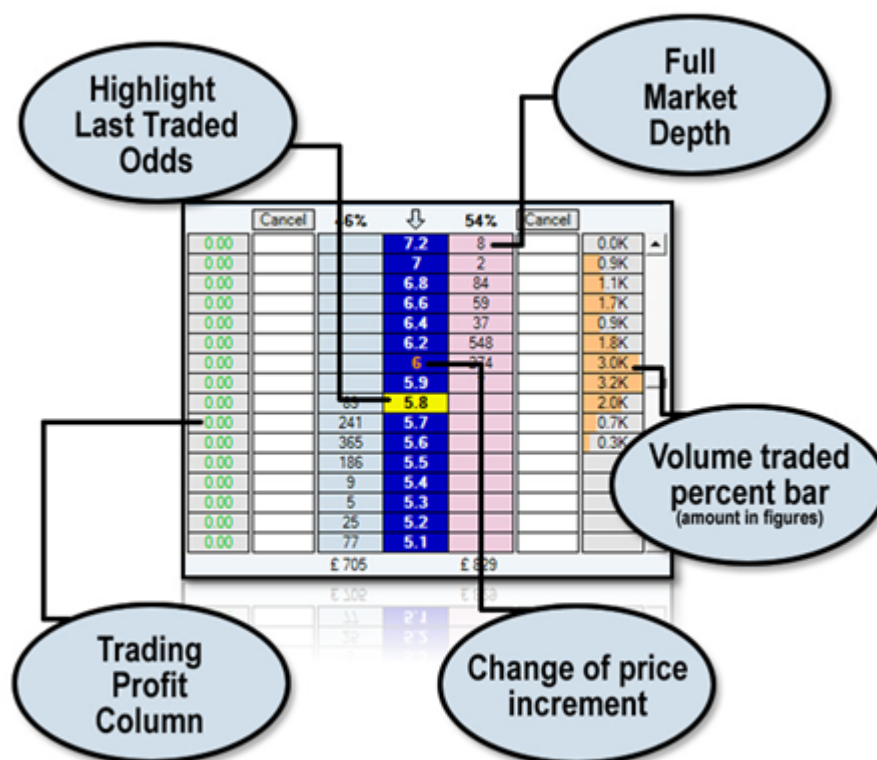 Highlight
Last Traded
Odds
Full
Market
Depth
Cancel 46% 54% Cancel
0.00 7.2 8 0.0K
0.00 7 2 0.9K
0.00 6.8 84 1.1K
0.00 6.6 59 1.7K
0.00 6.4 37 0.9K
0.00 6.2 548 1.8K
0.00 6 3.0K
0.00 5.9 3.2K
0.00 5.8 2.0K
0.00 241 5.7 0.7K
0.00 365 5.6 0.3K
0.00 186 5.5
0.00 9 5.4
0.00 5 5.3
0.00 25 5.2
0.00 77 5.1
£ 705 £
Volume traded
percent bar
(amount in figures)
Trading
Profit
Column
Change of price
increment